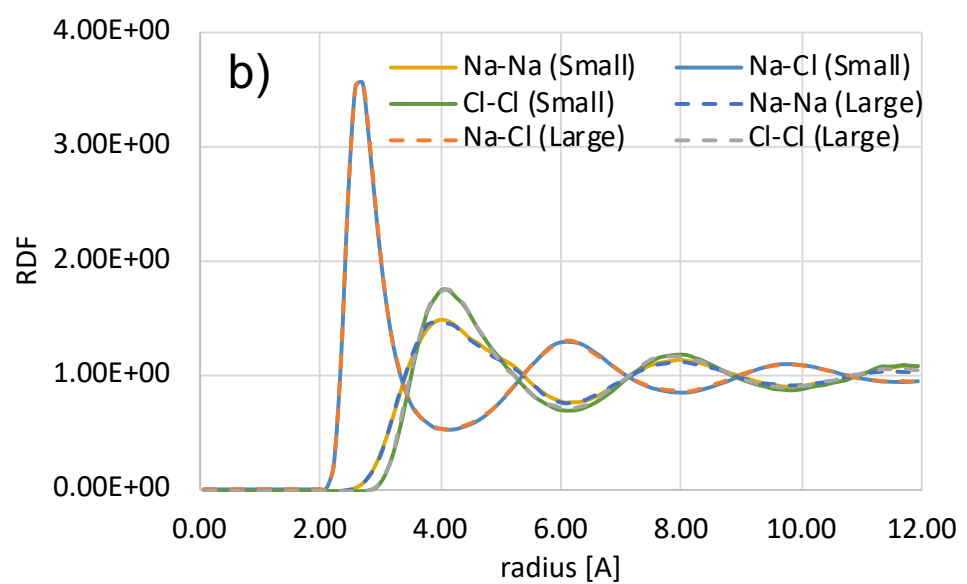 4.00E+00
b)
Na-Na (Small) Na-Cl (Small)
Cl-Cl (Small) Na-Na (Large)
Na-Cl (Large) Cl-Cl (Large)
3.00E+00
2.00E+00
RDF
1.00E+00
0.00E+00
0.00 2.00 4.00 6.00 8.00 10.00 12.00
radius [A]